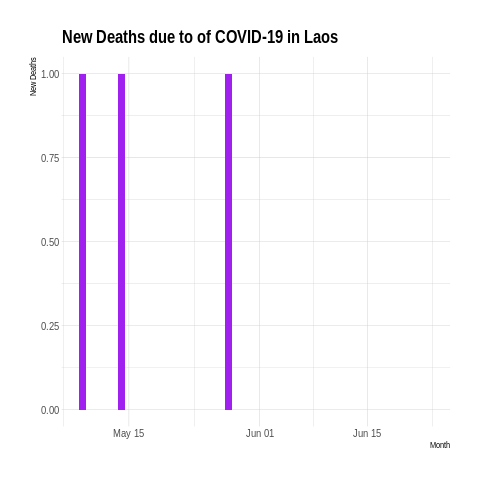 New Deaths due to of COVID-19 in Laos
New Deaths
1.00
0.75
0.50
0.25
0.00
May 15
Jun 01
Jun 15
Month